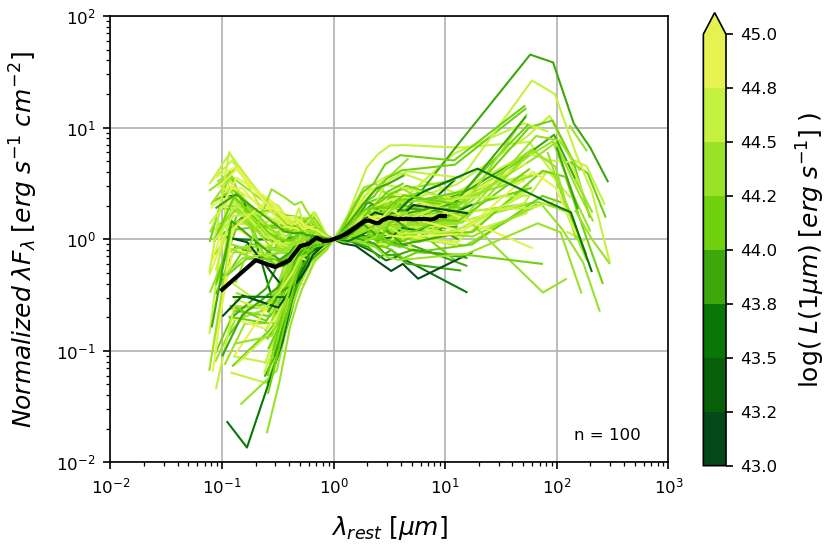 10² 10¹ 10⁰ 10⁻¹ 10⁻²
Normalized λF_λ [erg s⁻¹ cm⁻²]
10⁻² 10⁻¹ 10⁰ 10¹ 10² 10³
λ_rest [μm]
n = 100
45.0
44.8
44.5
44.2
44.0
43.8
43.5
43.2
43.0
log( L(1μm) [erg s⁻¹] )